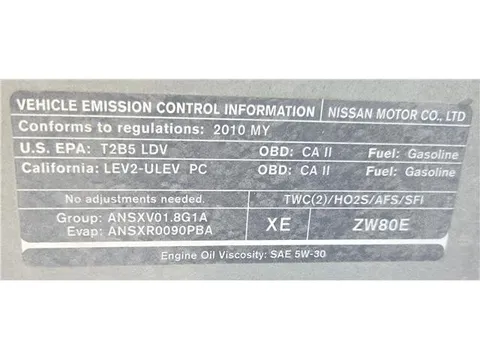 VEHICLE EMISSION CONTROL INFORMATION NISSAN MOTOR CO., LTD
Conforms to regulations: 2010 MY
U.S. EPA: T2B5 LDV OBD: CA II Fuel: Gasoline
California: LEV2-ULEV PC OBD: CA II Fuel: Gasoline
No adjustments needed. TWC(2)/HO2S/AFS/SFI
Group: ANSXV01.8G1A XE ZW80E
Evap: ANSXR0090PBA
Engine Oil Viscosity: SAE 5W-30